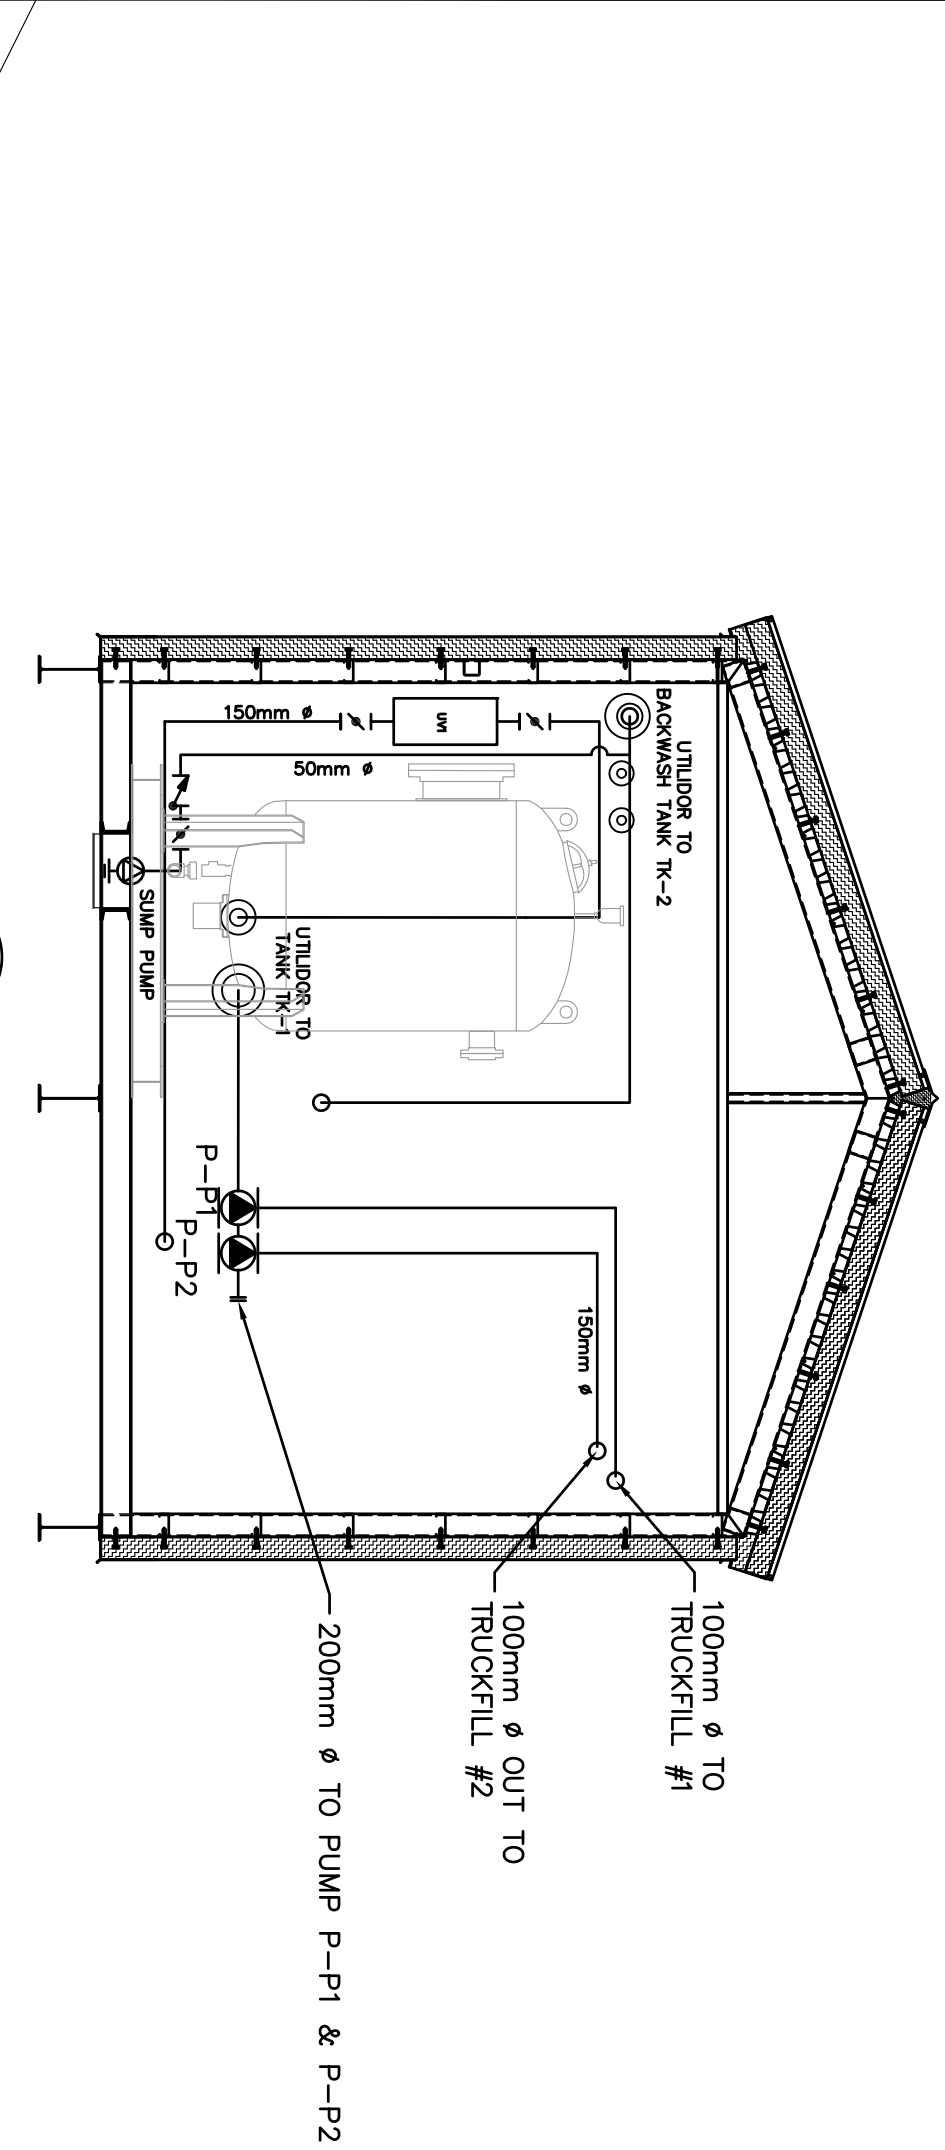 UTILIDOR TO
BACKWASH TANK TK-2
150mm ø
UV1
50mm ø
SUMP PUMP
UTILIDOR TO
TANK TK-1
P-P1
P-P2
150mm ø
100mm ø TO
TRUCKFILL #1
100mm ø OUT TO
TRUCKFILL #2
200mm ø TO PUMP P-P1 & P-P2